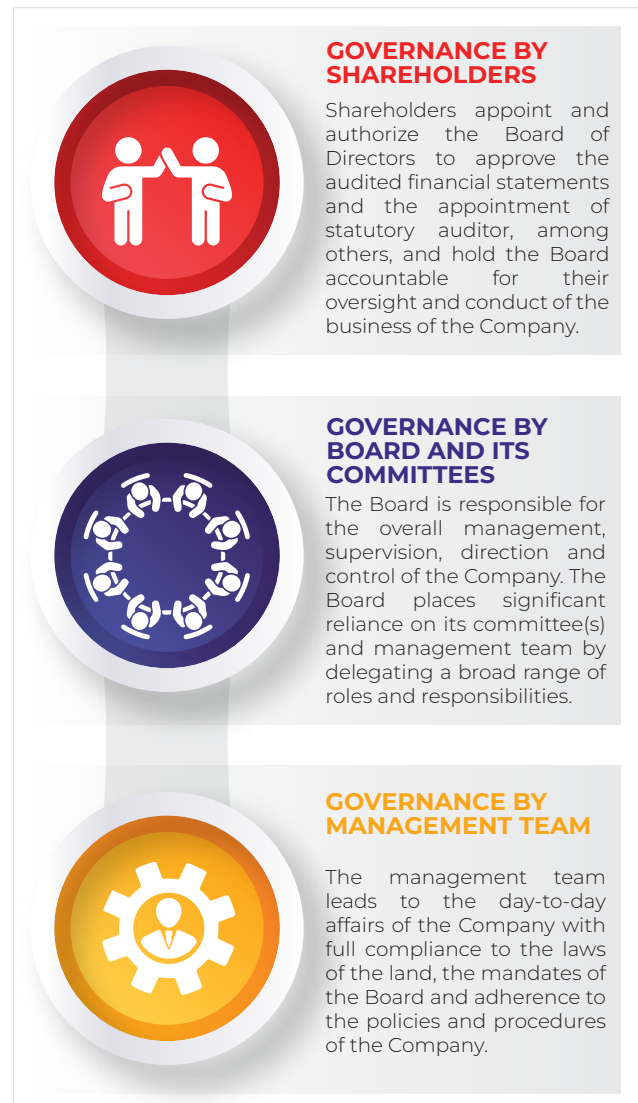 GOVERNANCE BY
SHAREHOLDERS
Shareholders appoint and
authorize the Board of
Directors to approve the
audited financial statements
and the appointment of
statutory auditor, among
others, and hold the Board
accountable for their
oversight and conduct of the
business of the Company.
GOVERNANCE BY
BOARD AND ITS
COMMITTEES
The Board is responsible for
the overall management,
supervision, direction and
control of the Company. The
Board places significant
reliance on its committee(s)
and management team by
delegating a broad range of
roles and responsibilities.
GOVERNANCE BY
MANAGEMENT TEAM
The management team
leads to the day-to-day
affairs of the Company with
full compliance to the laws
of the land, the mandates of
the Board and adherence to
the policies and procedures
of the Company.